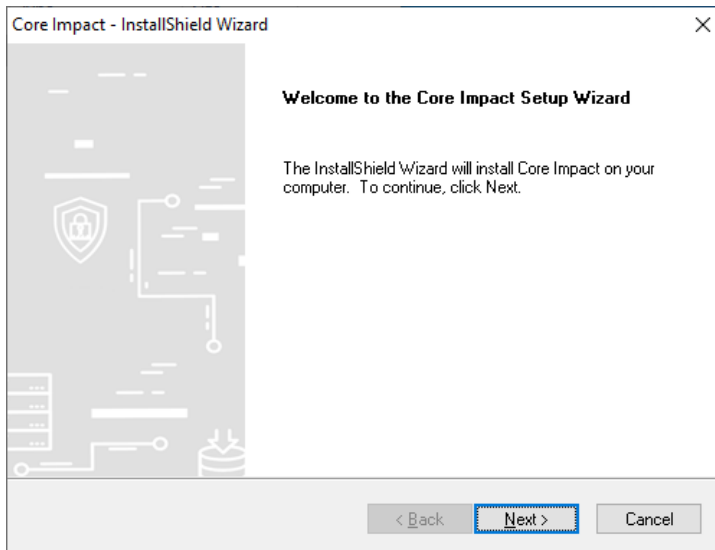 Core Impact - InstallShield Wizard
Welcome to the Core Impact Setup Wizard
The InstallShield Wizard will install Core Impact on your
computer. To continue, click Next.
< Back
Next >
Cancel